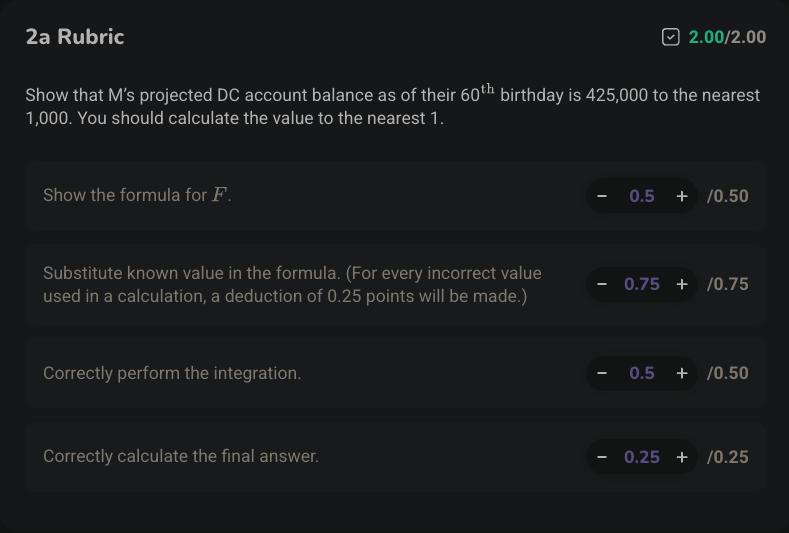 2a Rubric
2.00/2.00
Show that M's projected DC account balance as of their 60th birthday is 425,000 to the nearest
1,000. You should calculate the value to the nearest 1.
Show the formula for F.
− 0.5 + /0.50
Substitute known value in the formula. (For every incorrect value
used in a calculation, a deduction of 0.25 points will be made.)
− 0.75 + /0.75
Correctly perform the integration.
− 0.5 + /0.50
Correctly calculate the final answer.
− 0.25 + /0.25